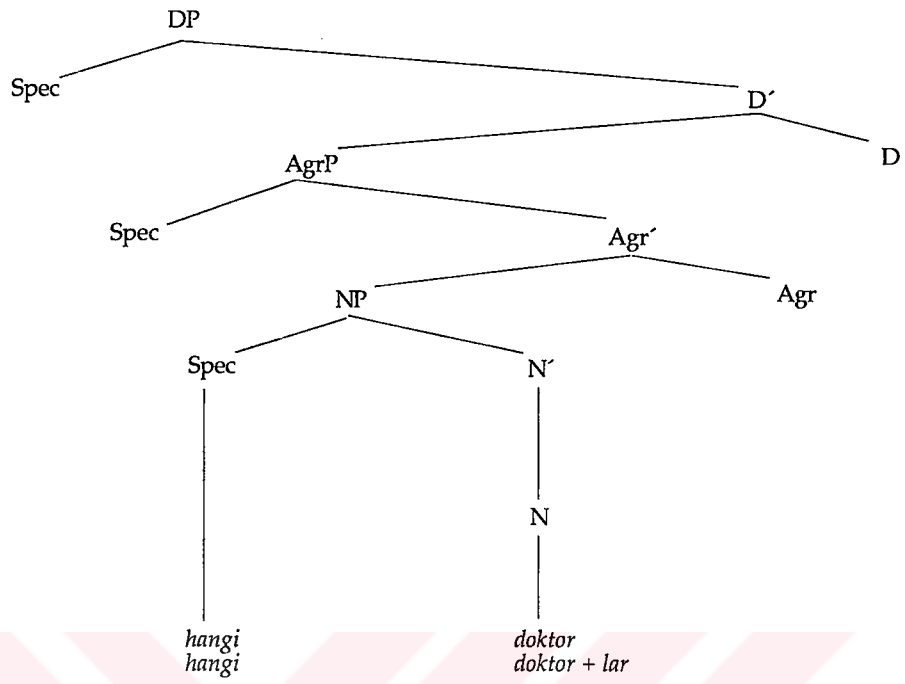 DP
Spec
D´
AgrP
D
Spec
Agr´
NP
Agr
Spec
N´
N
hangi doktor
hangi doktor + lar